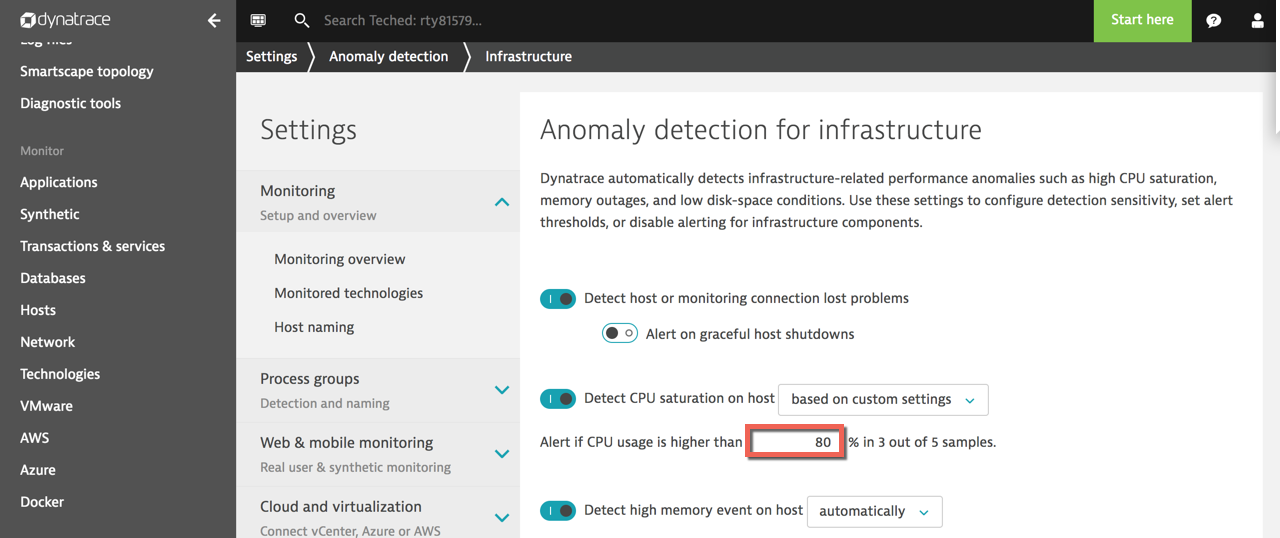 dynatrace
Search Teched: rty81579...
Start here
Log files
Smartscape topology
Diagnostic tools
Monitor
Applications
Synthetic
Transactions & services
Databases
Hosts
Network
Technologies
VMware
AWS
Azure
Docker
Settings
Anomaly detection
Infrastructure
Settings
Monitoring
Setup and overview
Monitoring overview
Monitored technologies
Host naming
Process groups
Detection and naming
Web & mobile monitoring
Real user & synthetic monitoring
Cloud and virtualization
Connect vCenter, Azure or AWS
Anomaly detection for infrastructure
Dynatrace automatically detects infrastructure-related performance anomalies such as high CPU saturation,
memory outages, and low disk-space conditions. Use these settings to configure detection sensitivity, set alert
thresholds, or disable alerting for infrastructure components.
Detect host or monitoring connection lost problems
Alert on graceful host shutdowns
Detect CPU saturation on host based on custom settings
Alert if CPU usage is higher than 80 % in 3 out of 5 samples.
Detect high memory event on host automatically